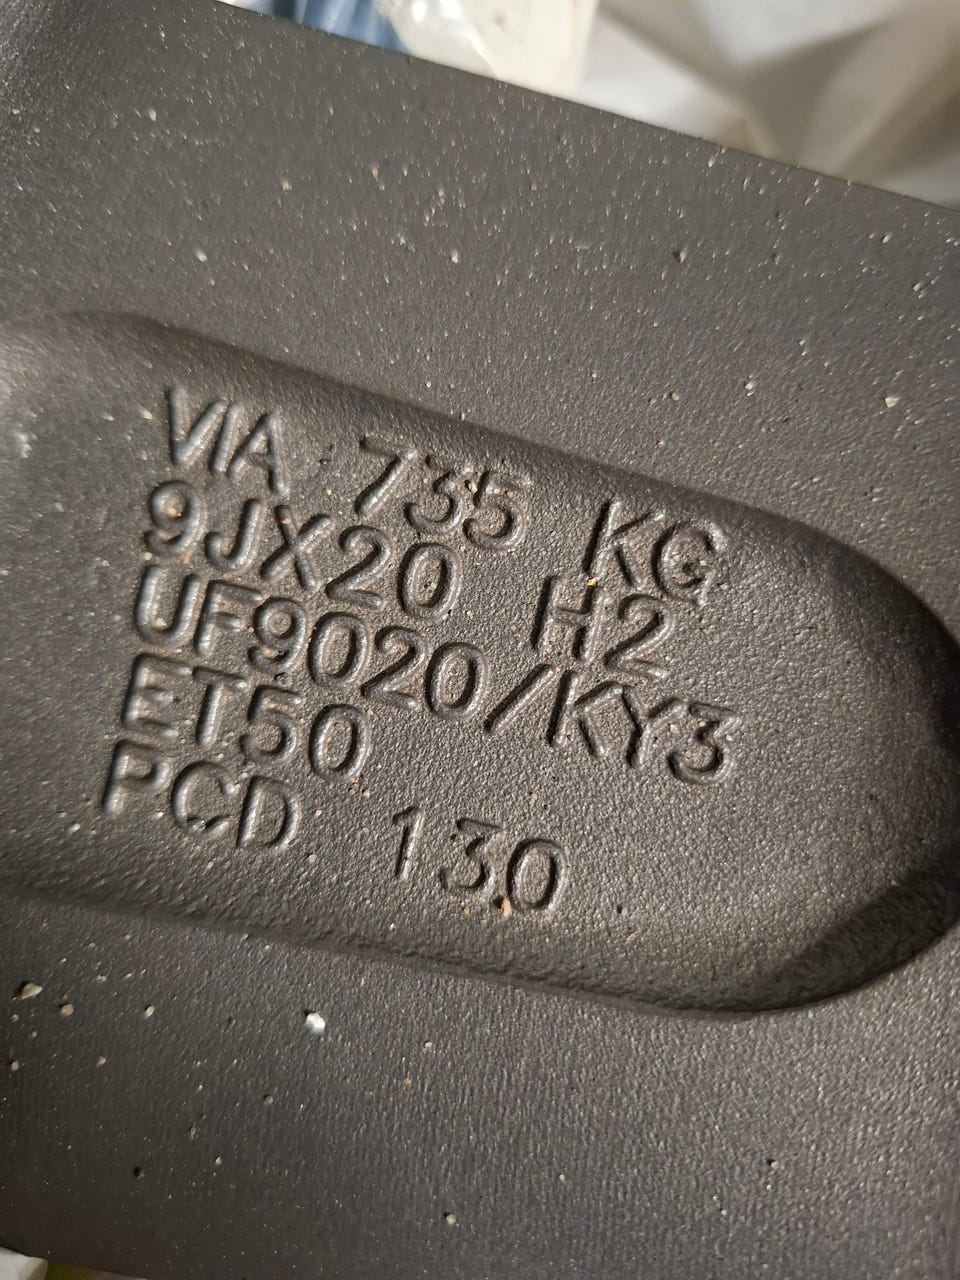 VIA 735 KG
9JX20 H2
UF9020/KY3
ET50
PCD 130